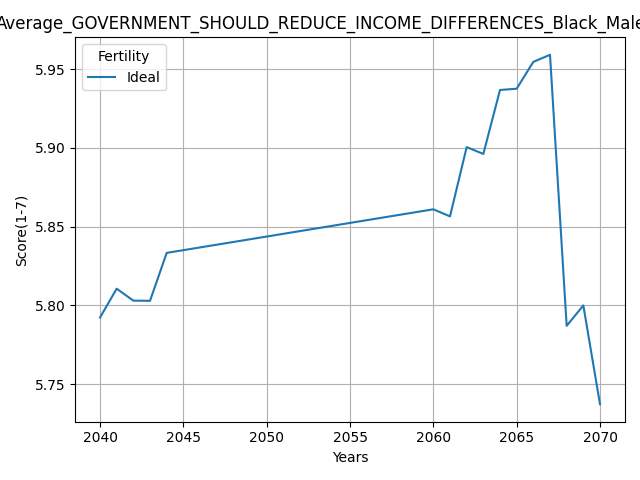 Average_GOVERNMENT_SHOULD_REDUCE_INCOME_DIFFERENCES_Black_Male
Fertility
Ideal
5.95
5.90
5.85
5.80
5.75
Score(1-7)
2040 2045 2050 2055 2060 2065 2070
Years